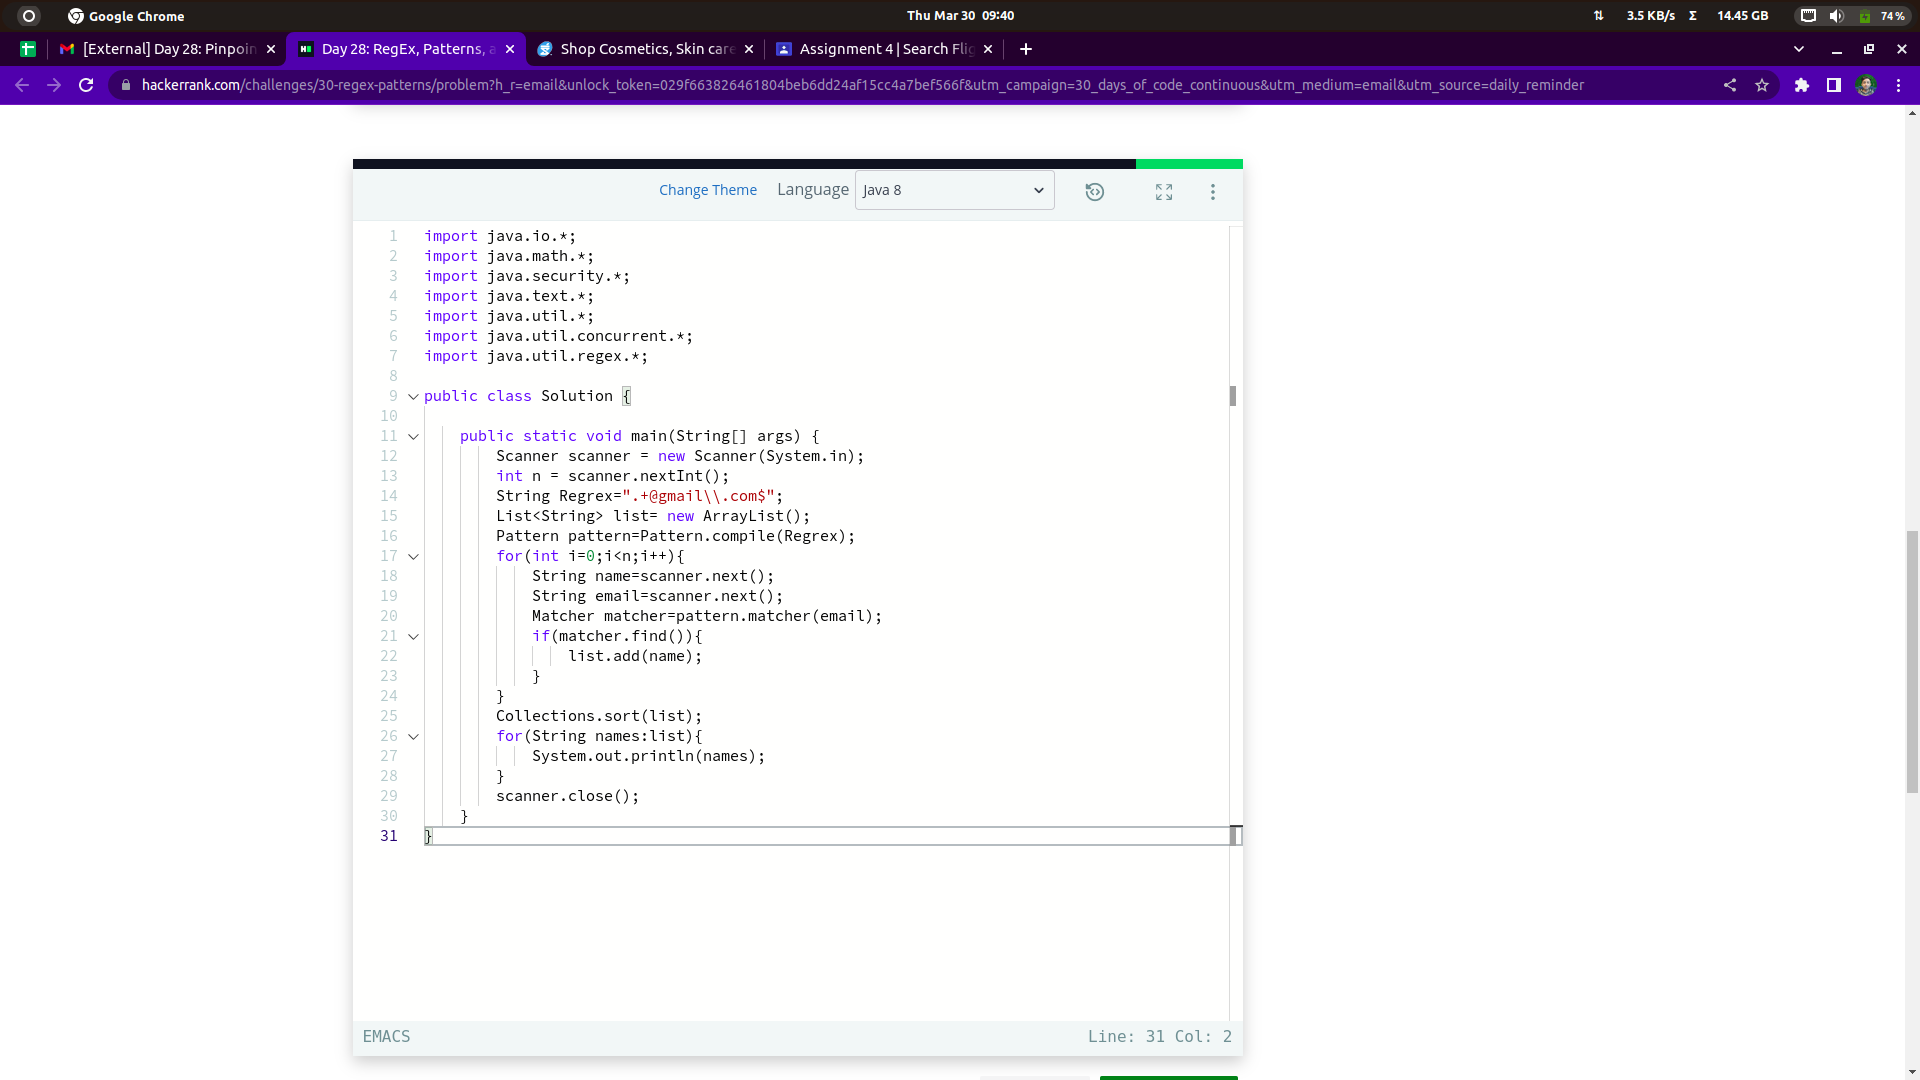 Google Chrome
Thu Mar 30 09:40
3.5 KB/s Σ 14.45 GB
74 %
[External] Day 28: Pinpoin
Day 28: RegEx, Patterns, a
Shop Cosmetics, Skin care
Assignment 4 | Search Flig
hackerrank.com/challenges/30-regex-patterns/problem?h_r=email&unlock_token=029f663826461804beb6dd24af15cc4a7bef566f&utm_campaign=30_days_of_code_continuous&utm_medium=email&utm_source=daily_reminder
Change Theme Language Java 8
1 import java.io.*;
2 import java.math.*;
3 import java.security.*;
4 import java.text.*;
5 import java.util.*;
6 import java.util.concurrent.*;
7 import java.util.regex.*;
8
9 public class Solution {
10
11 public static void main(String[] args) {
12 Scanner scanner = new Scanner(System.in);
13 int n = scanner.nextInt();
14 String Regrex=".+@gmail\\.com$";
15 List<String> list= new ArrayList();
16 Pattern pattern=Pattern.compile(Regrex);
17 for(int i=0;i<n;i++){
18 String name=scanner.next();
19 String email=scanner.next();
20 Matcher matcher=pattern.matcher(email);
21 if(matcher.find()){
22 list.add(name);
23 }
24 }
25 Collections.sort(list);
26 for(String names:list){
27 System.out.println(names);
28 }
29 scanner.close();
30 }
31 }
EMACS
Line: 31 Col: 2